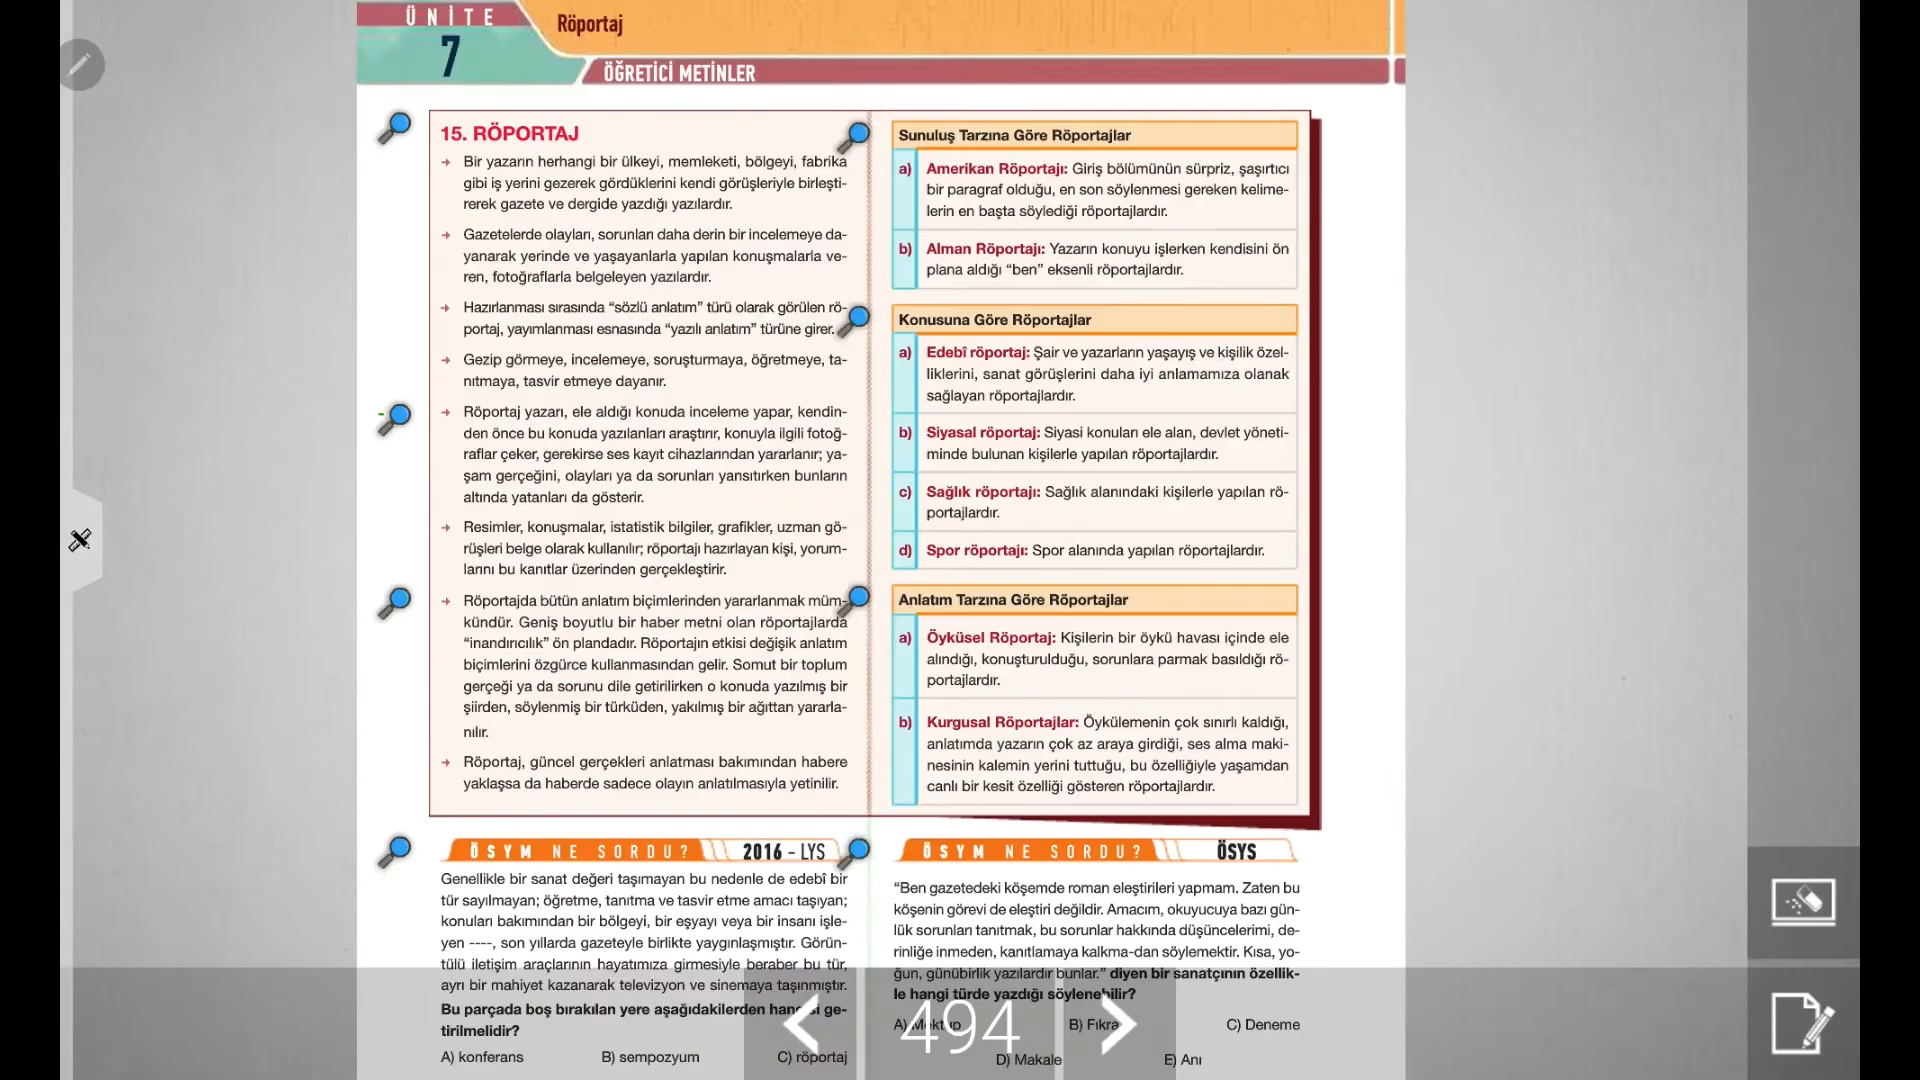 ÜNİTE
7
Röportaj
ÖĞRETİCİ METİNLER
15. RÖPORTAJ
→ Bir yazarın herhangi bir ülkeyi, memleketi, bölgeyi, fabrika
gibi iş yerini gezerek gördüklerini kendi görüşleriyle birleşti-
rerek gazete ve dergide yazdığı yazılardır.
→ Gazetelerde olayları, sorunları daha derin bir incelemeye da-
yanarak yerinde ve yaşayanlarla yapılan konuşmalarla ve-
ren, fotoğraflarla belgeleyen yazılardır.
→ Hazırlanması sırasında “sözlü anlatım” türü olarak görülen rö-
portaj, yayımlanması esnasında “yazılı anlatım” türüne girer.
→ Gezip görmeye, incelemeye, soruşturmaya, öğretmeye, ta-
nıtmaya, tasvir etmeye dayanır.
→ Röportaj yazarı, ele aldığı konuda inceleme yapar, kendin-
den önce bu konuda yazılanları araştırır, konuyla ilgili fotoğ-
raflar çeker, gerekirse ses kayıt cihazlarından yararlanır; ya-
şam gerçeğini, olayları ya da sorunları yansıtırken bunların
altında yatanları da gösterir.
→ Resimler, konuşmalar, istatistik bilgiler, grafikler, uzman gö-
rüşleri belge olarak kullanılır; röportajı hazırlayan kişi, yorum-
larını bu kanıtlar üzerinden gerçekleştirir.
→ Röportajda bütün anlatım biçimlerinden yararlanmak müm-
kündür. Geniş boyutlu bir haber metni olan röportajlarda
“inandırıcılık” ön plandadır. Röportajın etkisi değişik anlatım
biçimlerini özgürce kullanmasından gelir. Somut bir toplum
gerçeği ya da sorunu dile getirilirken o konuda yazılmış bir
şiirden, söylenmiş bir türküden, yakılmış bir ağıttan yararla-
nılır.
→ Röportaj, güncel gerçekleri anlatması bakımından habere
yaklaşsa da haberde sadece olayın anlatılmasıyla yetinilir.
Sunuluş Tarzına Göre Röportajlar
a) Amerikan Röportajı: Giriş bölümünün sürpriz, şaşırtıcı
bir paragraf olduğu, en son söylenmesi gereken kelime-
lerin en başta söylediği röportajlardır.
b) Alman Röportajı: Yazarın konuyu işlerken kendisini ön
plana aldığı “ben” eksenli röportajlardır.
Konusuna Göre Röportajlar
a) Edebî röportaj: Şair ve yazarların yaşayış ve kişilik özel-
liklerini, sanat görüşlerini daha iyi anlamamıza olanak
sağlayan röportajlardır.
b) Siyasal röportaj: Siyasi konuları ele alan, devlet yöneti-
minde bulunan kişilerle yapılan röportajlardır.
c) Sağlık röportajı: Sağlık alanındaki kişilerle yapılan rö-
portajlardır.
d) Spor röportajı: Spor alanında yapılan röportajlardır.
Anlatım Tarzına Göre Röportajlar
a) Öyküsel Röportaj: Kişilerin bir öykü havası içinde ele
alındığı, konuşturulduğu, sorunlara parmak basıldığı rö-
portajlardır.
b) Kurgusal Röportajlar: Öykülemenin çok sınırlı kaldığı,
anlatımda yazarın çok az araya girdiği, ses alma maki-
nesinin kalemin yerini tuttuğu, bu özelliğiyle yaşamdan
canlı bir kesit özelliği gösteren röportajlardır.
ÖSYM NE SORDU? 2016 - LYS
Genellikle bir sanat değeri taşımayan bu nedenle de edebî bir
tür sayılmayan; öğretme, tanıtma ve tasvir etme amacı taşıyan;
konuları bakımından bir bölgeyi, bir eşyayı veya bir insanı işle-
yen ----, son yıllarda gazeteyle birlikte yaygınlaşmıştır. Görün-
tülü iletişim araçlarının hayatımıza girmesiyle beraber bu tür,
ayrı bir mahiyet kazanarak televizyon ve sinemaya taşınmıştır.
Bu parçada boş bırakılan yere aşağıdakilerden hangisi ge-
tirilmelidir?
A) konferans B) sempozyum C) röportaj
ÖSYM NE SORDU? ÖSYS
“Ben gazetedeki köşemde roman eleştirileri yapmam. Zaten bu
köşenin görevi de eleştiri değildir. Amacım, okuyucuya bazı gün-
lük sorunları tanıtmak, bu sorunlar hakkında düşüncelerimi, de-
rinliğe inmeden, kanıtlamaya kalkma-dan söylemektir. Kısa, yo-
ğun, günübirlik yazılardır bunlar.” diyen bir sanatçının özellik-
le hangi türde yazdığı söylenebilir?
A) Mektup B) Fıkra C) Deneme
D) Makale E) Anı
494